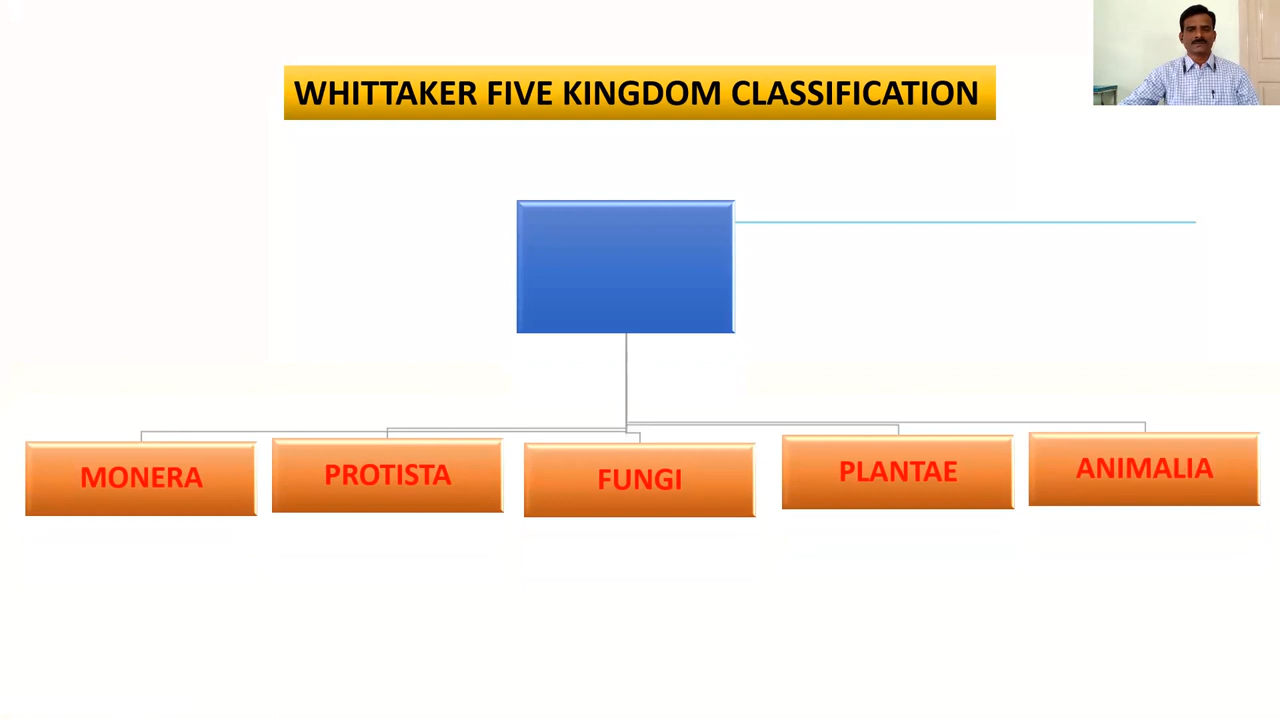 WHITTAKER FIVE KINGDOM CLASSIFICATION
MONERA
PROTISTA
FUNGI
PLANTAE
ANIMALIA